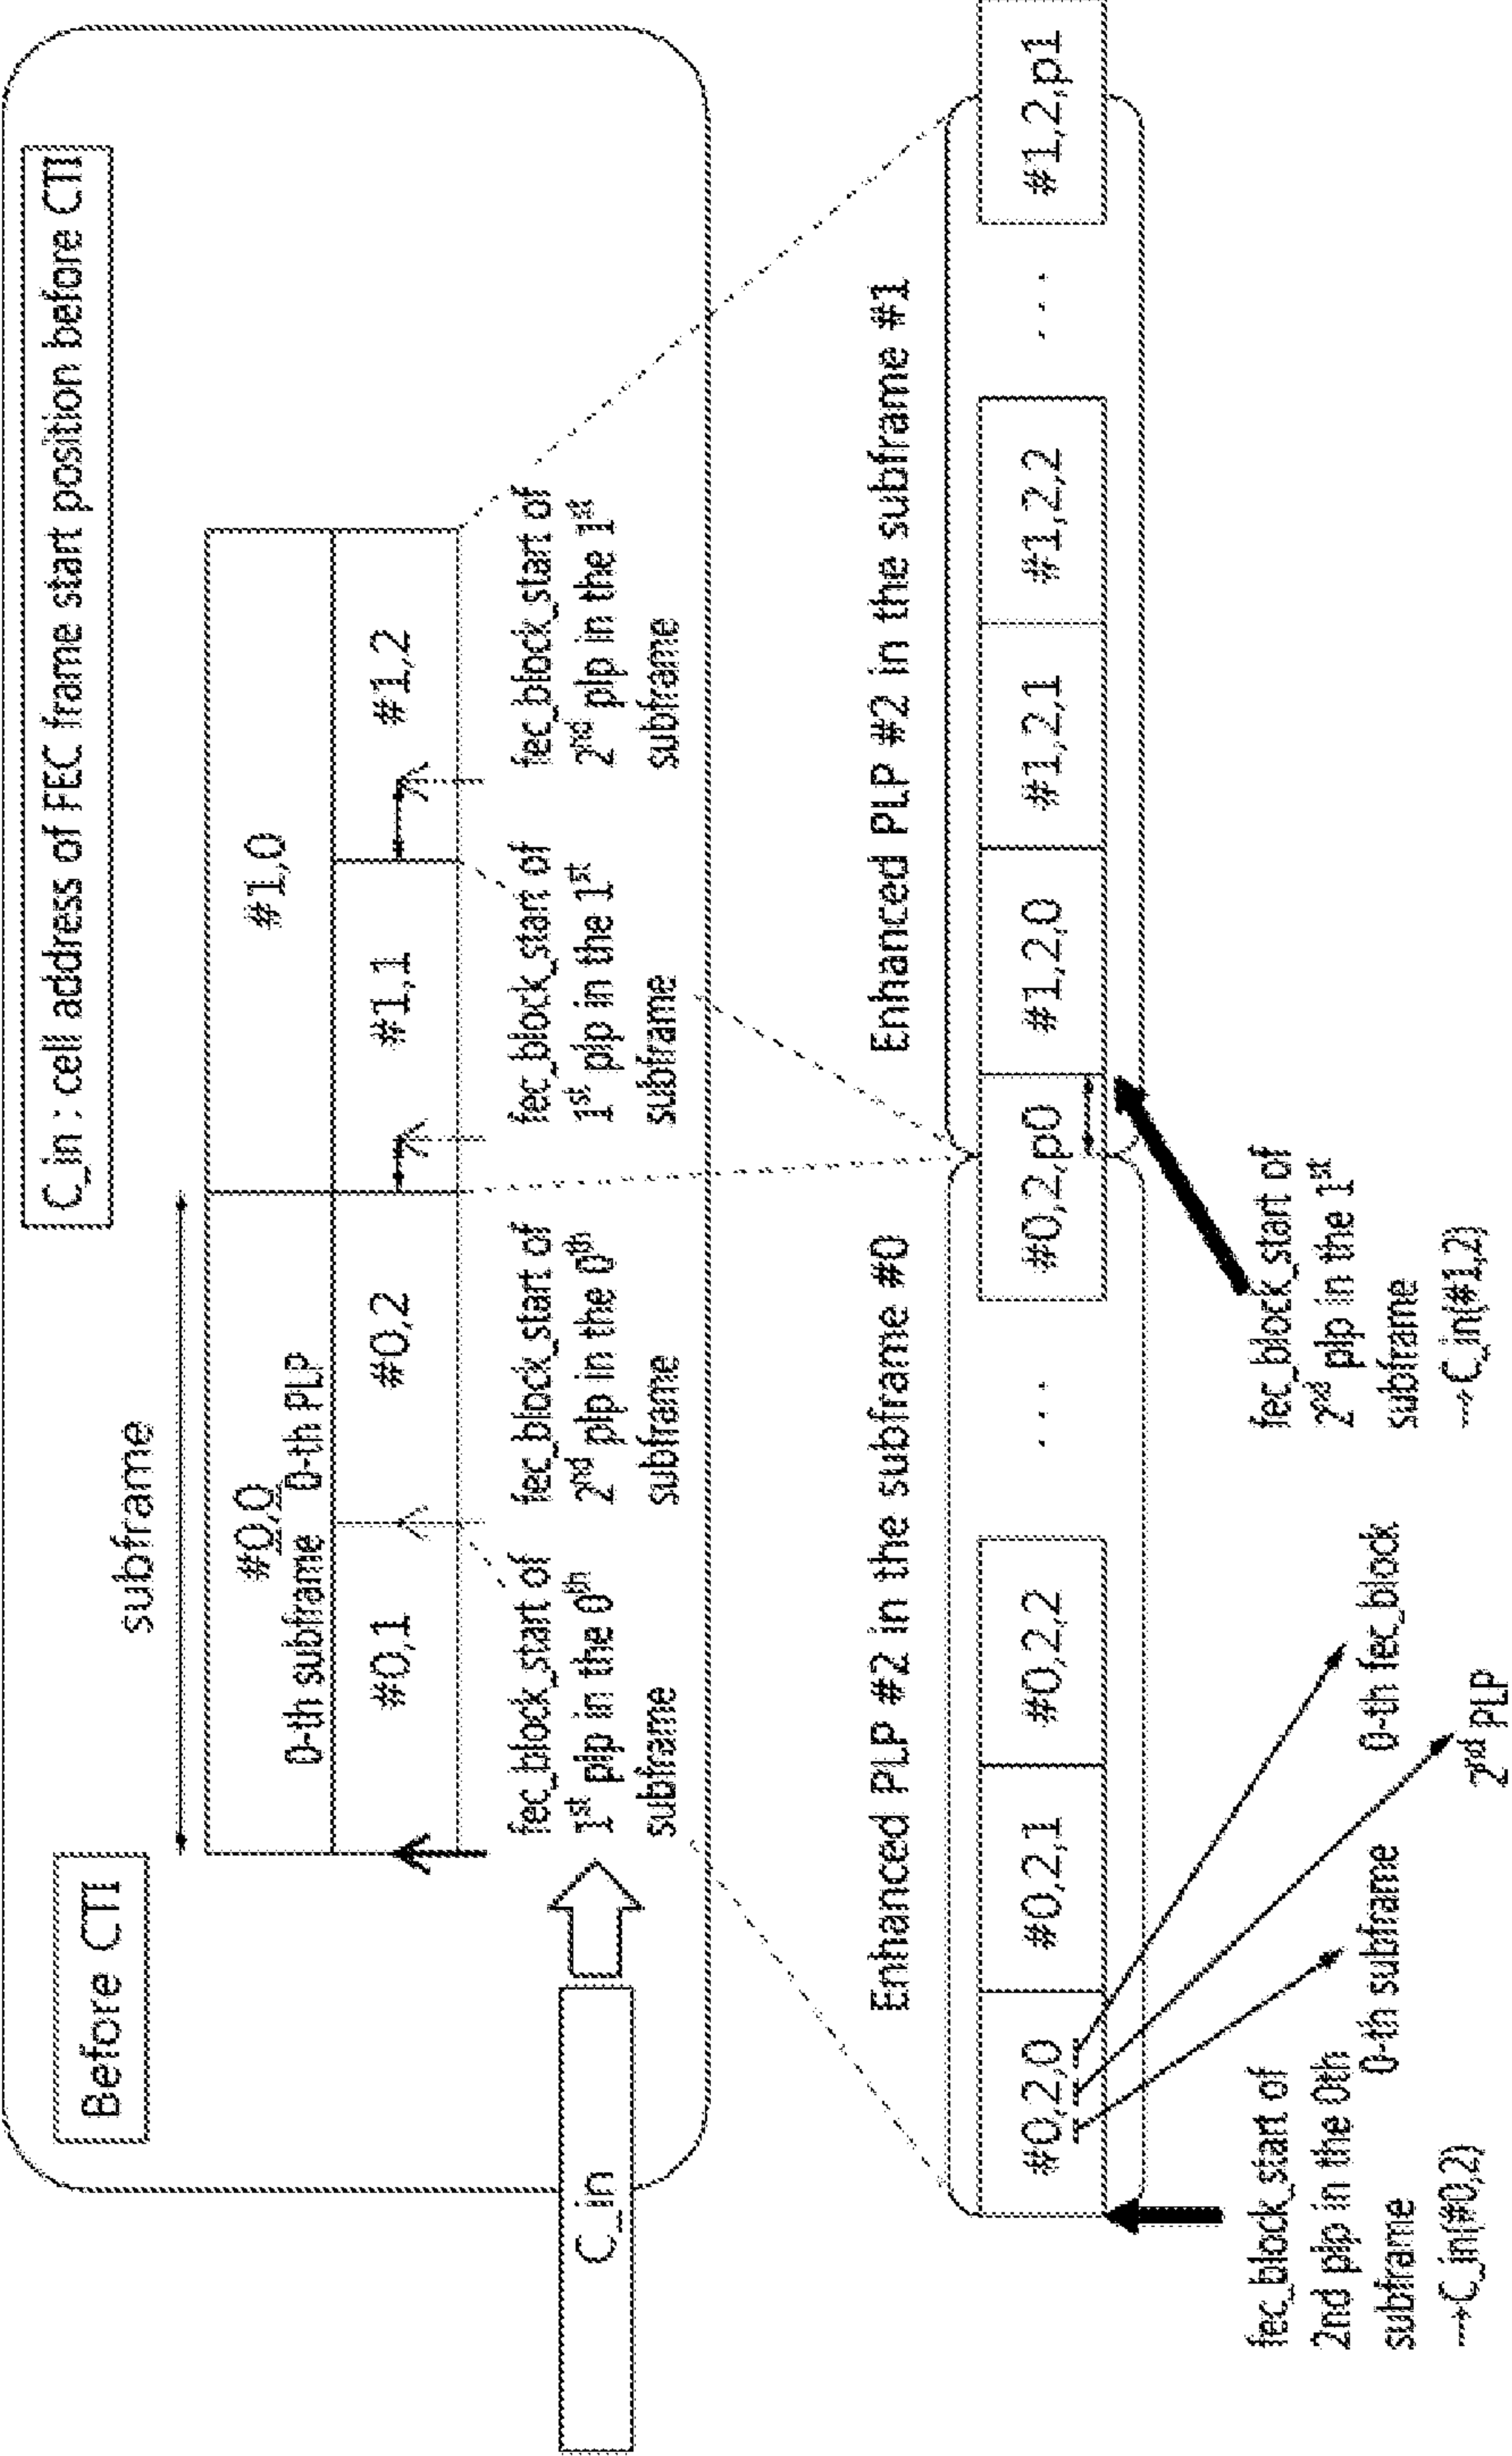 Before CTI
C_in : cell address of FEC frame start position before CTI
subframe
#0,0
0-th subframe 0-th PLP
#1,0
#0,1
#0,2
#1,1
#1,2
C_in
fec_block_start of
1st plp in the 0th
subframe
fec_block_start of
2nd plp in the 0th
subframe
fec_block_start of
1st plp in the 1st
subframe
fec_block_start of
2nd plp in the 1st
subframe
Enhanced PLP #2 in the subframe #0
Enhanced PLP #2 in the subframe #1
#0,2,0
#0,2,1
#0,2,2
...
#0,2,p0
#1,2,0
#1,2,1
#1,2,2
...
#1,2,p1
fec_block_start of
2nd plp in the 0th
subframe
→C_in(#0,2)
0-th subframe
0-th fec_block
2nd PLP
fec_block_start of
2nd plp in the 1st
subframe
→C_in(#1,2)